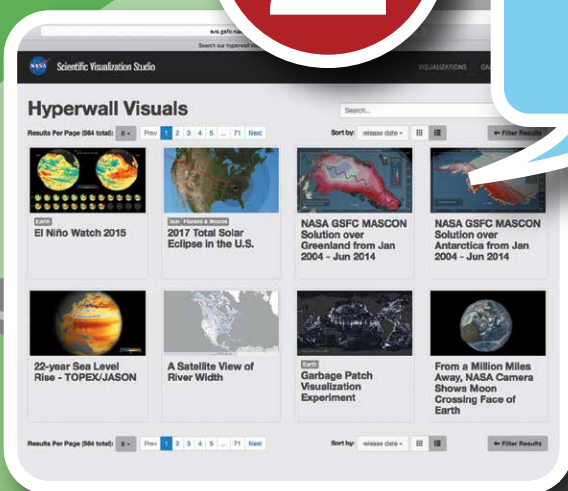 Search our hyperwall
NASA
Scientific Visualization Studio
VISUALIZATIONS
Hyperwall Visuals
Search...
Results Per Page (564 total): 8
Prev 1 2 3 4 5 ... 71 Next
Sort by: release date
Filter Results
Earth
El Niño Watch 2015
Sun Planets & Moons
2017 Total Solar
Eclipse in the U.S.
NASA GSFC MASCON
Solution over
Greenland from Jan
2004 - Jun 2014
NASA GSFC MASCON
Solution over
Antarctica from Jan
2004 - Jun 2014
22-year Sea Level
Rise - TOPEX/JASON
A Satellite View of
River Width
Earth
Garbage Patch
Visualization
Experiment
From a Million Miles
Away, NASA Camera
Shows Moon
Crossing Face of
Earth
Results Per Page (564 total): 8
Prev 1 2 3 4 5 ... 71 Next
Sort by: release date
Filter Results